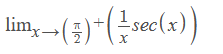 lim_{x→(π/2)^+} (1/x sec(x))